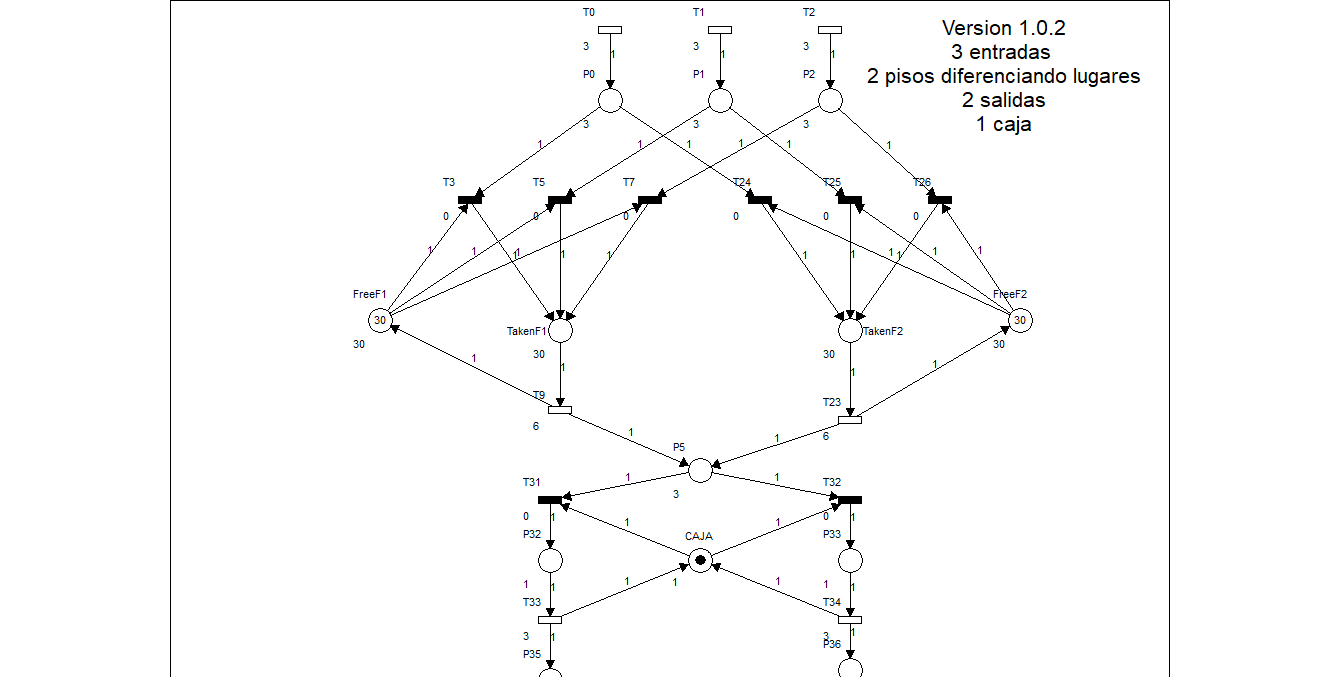 T0 T1 T2
Version 1.0.2
3 entradas
2 pisos diferenciando lugares
2 salidas
1 caja
3 1 3 1 3 1
P0 P1 P2
3 3 3
1 1 1 1 1 1
T3 T5 T7 T24 T25 T26
0 0 0 0 0 0
1 1 1 1 1 1 1 1 1 1 1 1
FreeF1 FreeF2
30 30
TakenF1 TakenF2
30 30 30 30
1 1 1 1
T9 T23
6 6
1 1
P5
3
1 1
T31 T32
0 1 1 1 0 1
P32 CAJA P33
1 1 1 1 1 1 1
T33 T34
3 1 3 1
P35 P36